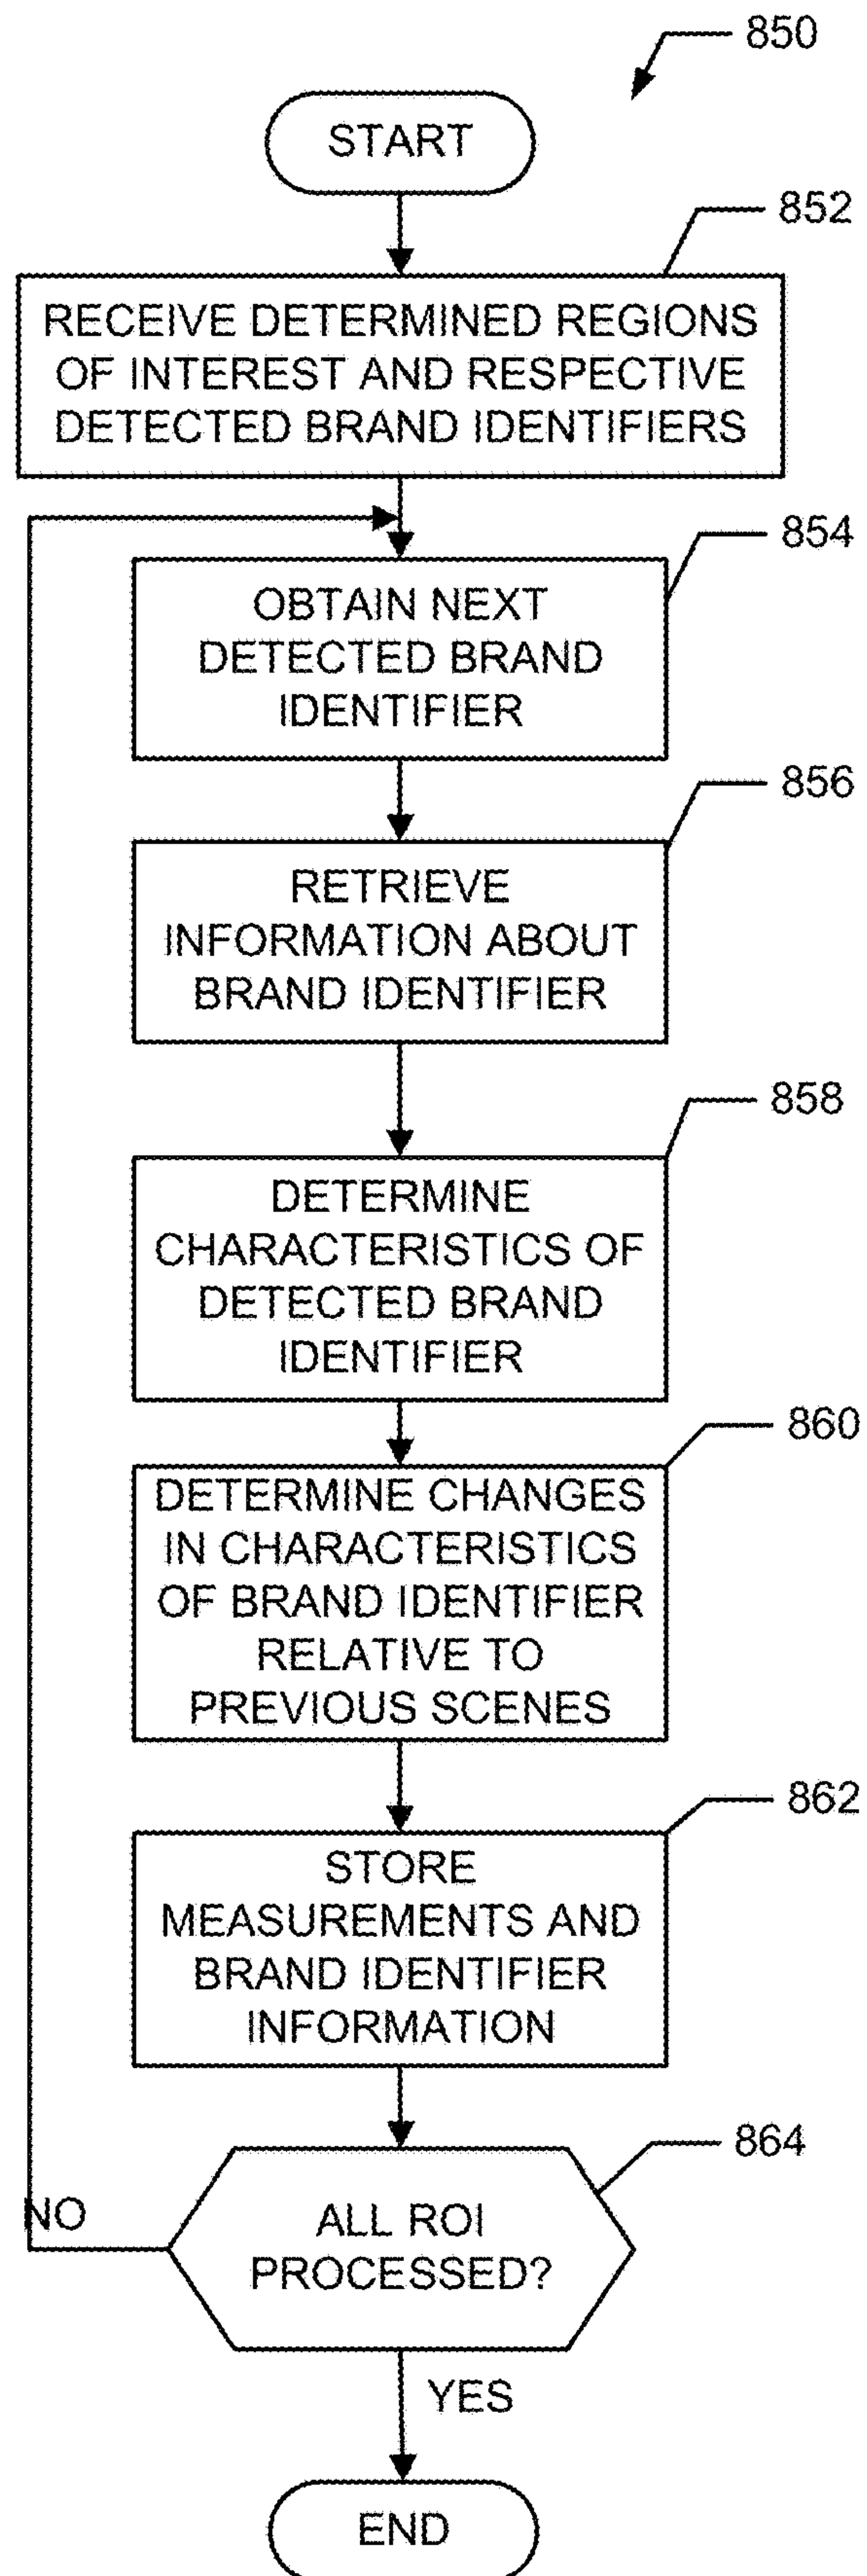 850
START
852
RECEIVE DETERMINED REGIONS
OF INTEREST AND RESPECTIVE
DETECTED BRAND IDENTIFIERS
854
OBTAIN NEXT
DETECTED BRAND
IDENTIFIER
856
RETRIEVE
INFORMATION ABOUT
BRAND IDENTIFIER
858
DETERMINE
CHARACTERISTICS OF
DETECTED BRAND
IDENTIFIER
860
DETERMINE CHANGES
IN CHARACTERISTICS
OF BRAND IDENTIFIER
RELATIVE TO
PREVIOUS SCENES
862
STORE
MEASUREMENTS AND
BRAND IDENTIFIER
INFORMATION
864
NO
ALL ROI
PROCESSED?
YES
END